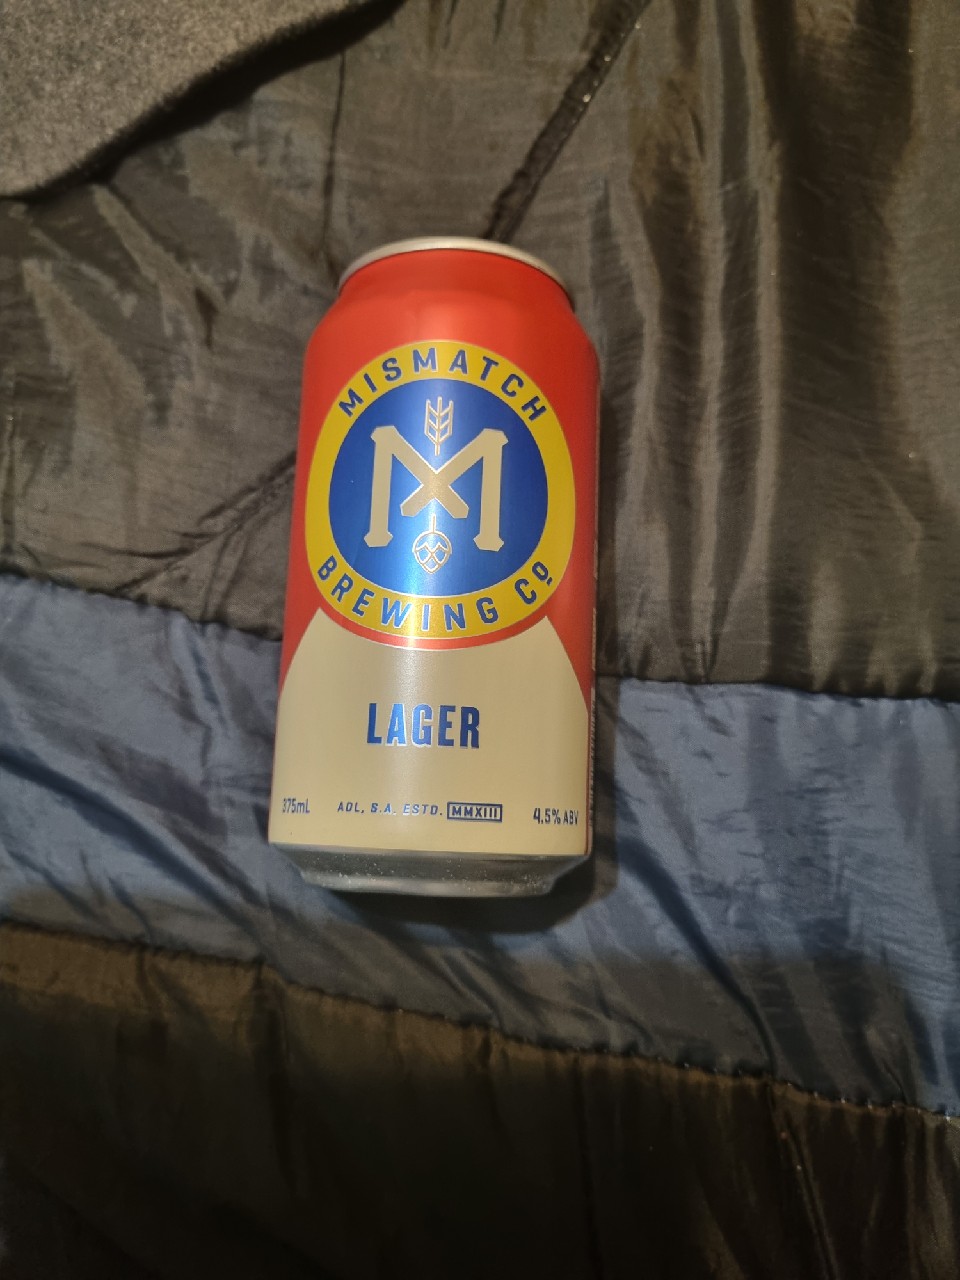 MISMATCH
M
BREWING Co
LAGER
375mL ADL, S.A. ESTD. MMXIII 4.5% ABV